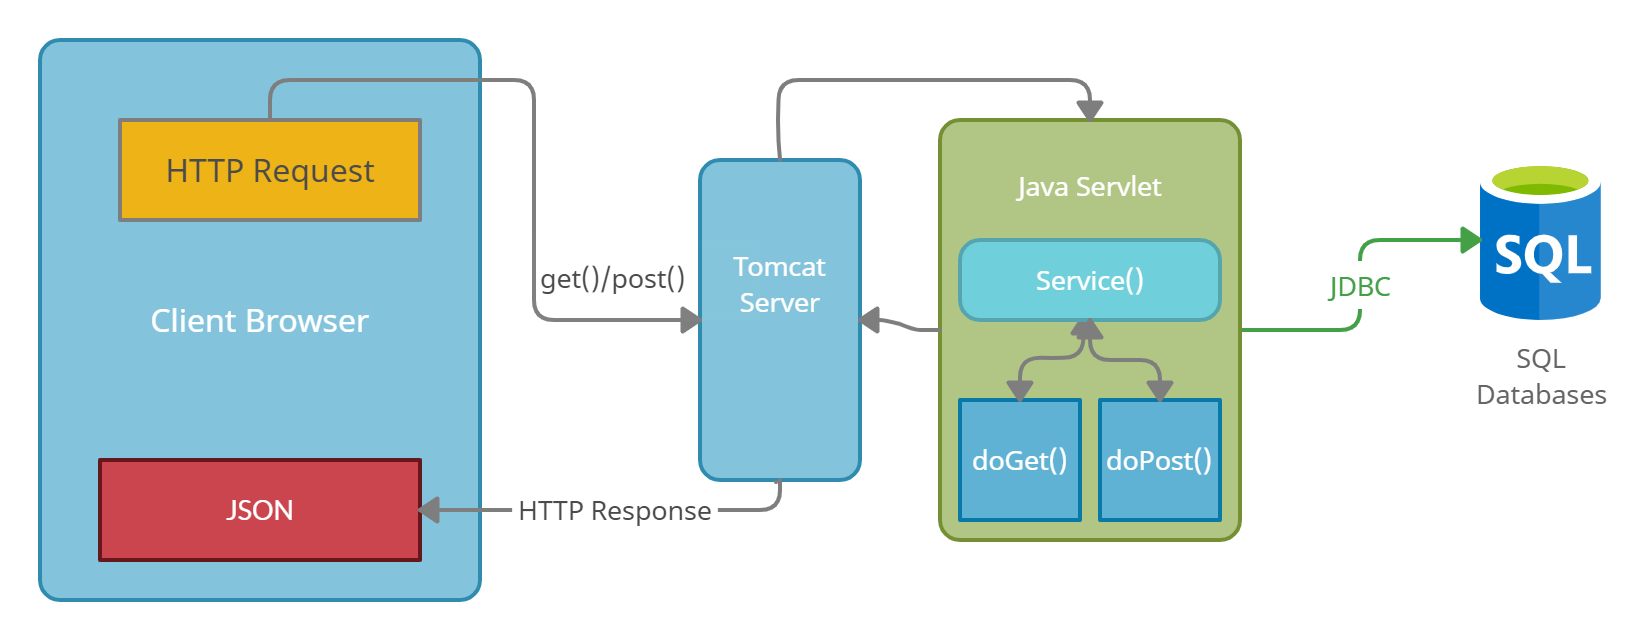 HTTP Request
Client Browser
JSON
get()/post()
HTTP Response
Tomcat
Server
Java Servlet
Service()
doGet()
doPost()
JDBC
SQL
SQL
Databases